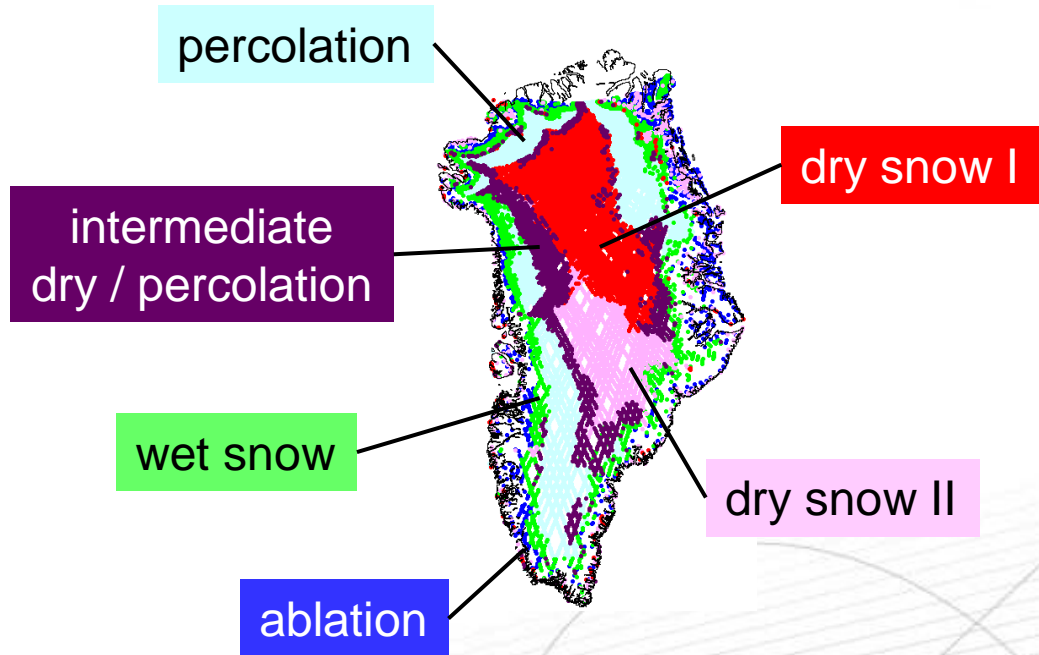 percolation
dry snow I
intermediate
dry / percolation
wet snow
dry snow II
ablation